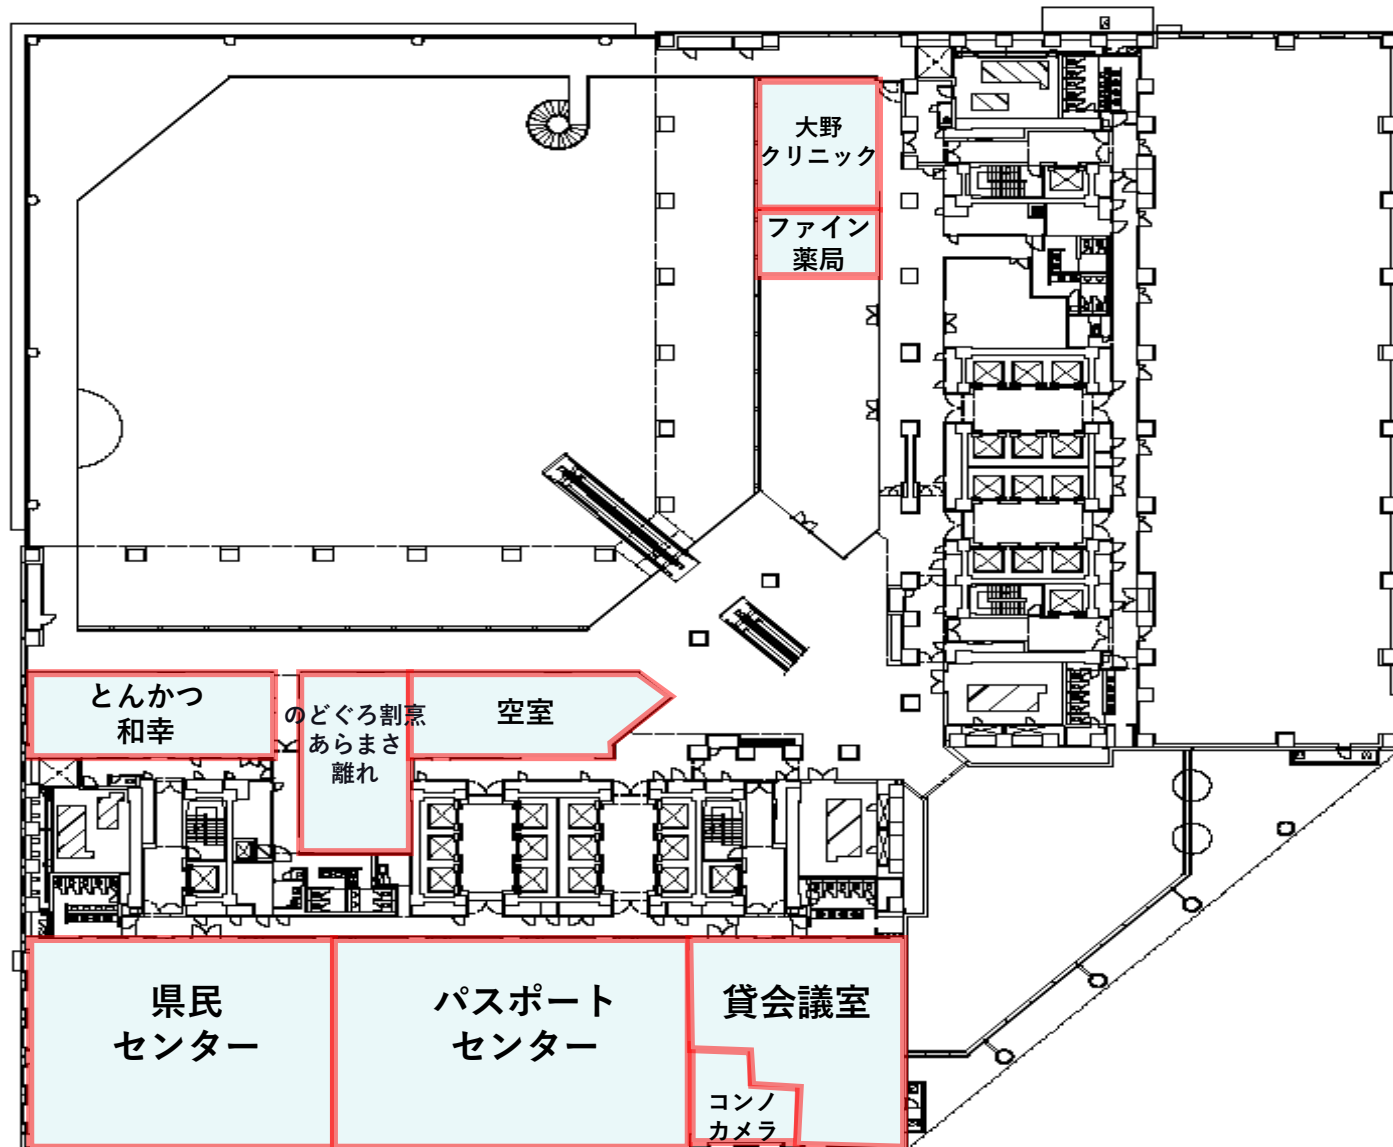 大野
クリニック
ファイン
薬局
とんかつ
和幸
のどぐろ割烹
あらまさ
離れ
空室
県民
センター
パスポート
センター
貸会議室
コンノ
カメラ